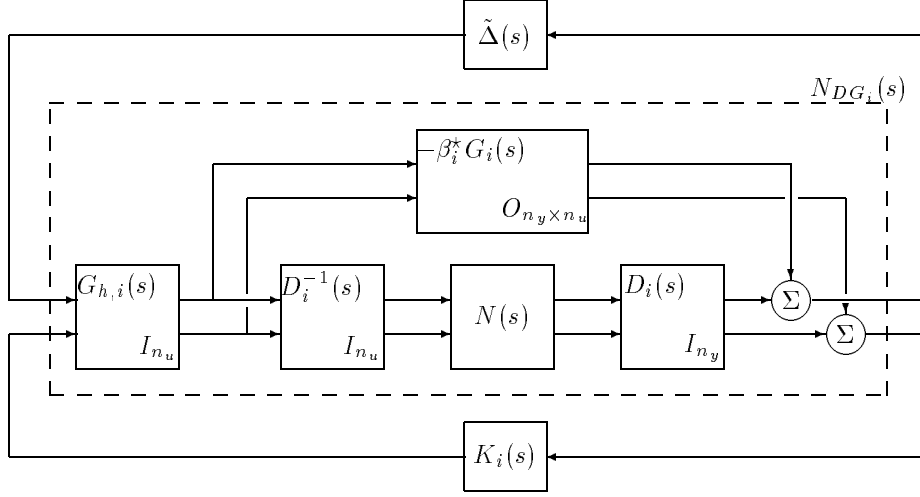 Δ̃(s)
N_{DG_i}(s)
−β_i^⋆ G_i(s)
O_{n_y×n_u}
G_{h,i}(s)
I_{n_u}
D_i^{−1}(s)
I_{n_u}
N(s)
D_i(s)
I_{n_y}
Σ
Σ
K_i(s)